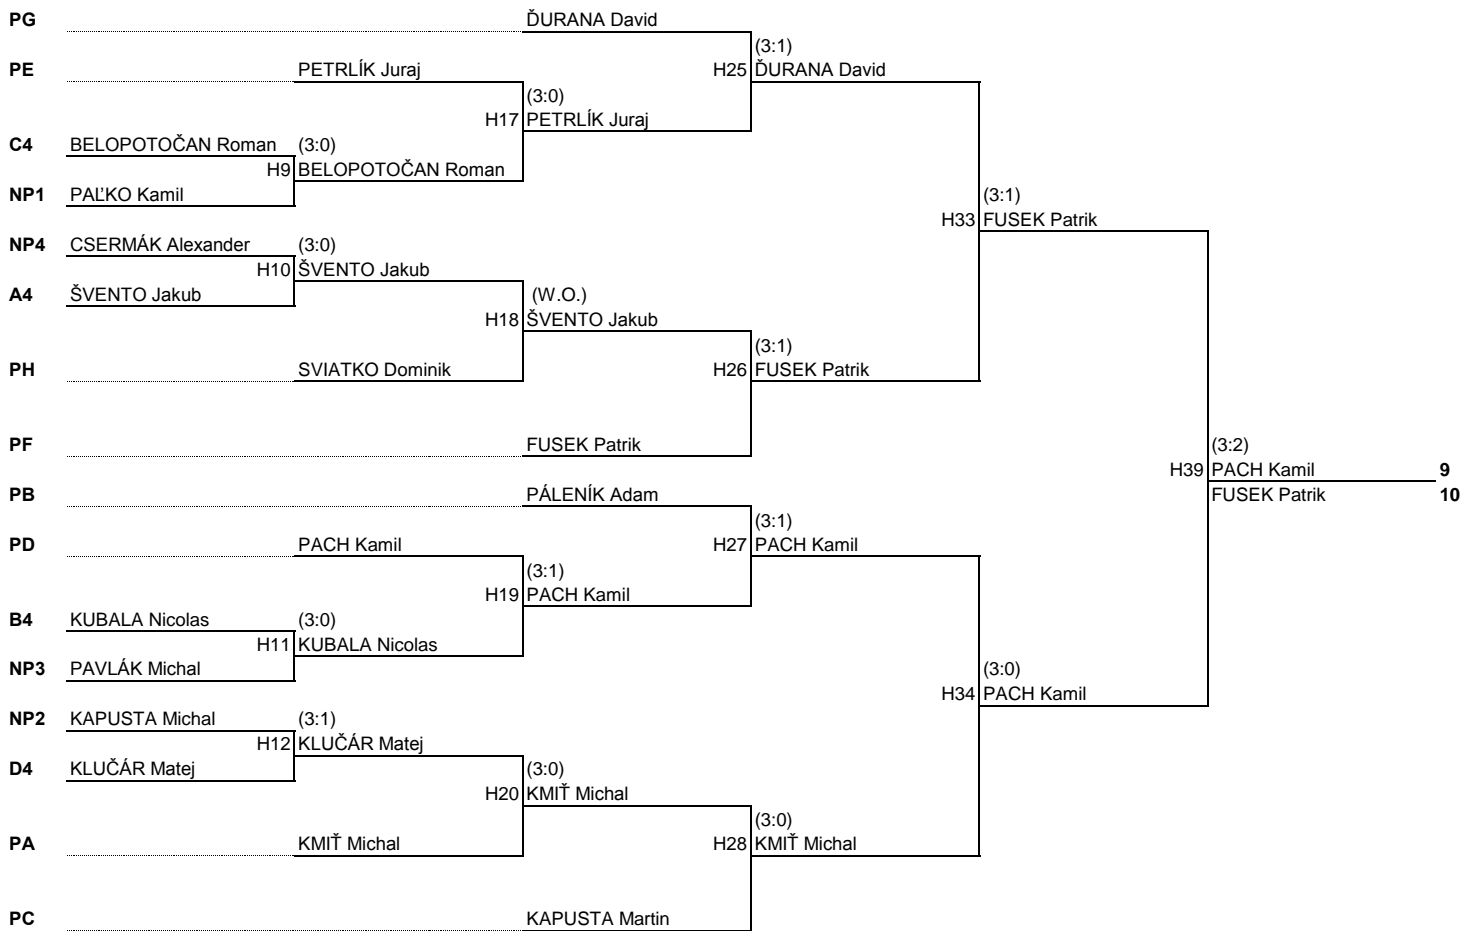 PG ĎURANA David
(3:1)
PE PETRLÍK Juraj H25 ĎURANA David
(3:0)
H17 PETRLÍK Juraj
C4 BELOPOTOČAN Roman (3:0)
H9 BELOPOTOČAN Roman
NP1 PAĽKO Kamil (3:1)
H33 FUSEK Patrik
NP4 CSERMÁK Alexander (3:0)
H10 ŠVENTO Jakub
A4 ŠVENTO Jakub (W.O.)
H18 ŠVENTO Jakub
(3:1)
PH SVIATKO Dominik H26 FUSEK Patrik
PF FUSEK Patrik (3:2)
H39 PACH Kamil 9
PB PÁLENÍK Adam FUSEK Patrik 10
(3:1)
PD PACH Kamil H27 PACH Kamil
(3:1)
H19 PACH Kamil
B4 KUBALA Nicolas (3:0)
H11 KUBALA Nicolas
NP3 PAVLÁK Michal (3:0)
H34 PACH Kamil
NP2 KAPUSTA Michal (3:1)
H12 KLUČÁR Matej
D4 KLUČÁR Matej (3:0)
H20 KMIŤ Michal
(3:0)
PA KMIŤ Michal H28 KMIŤ Michal
PC KAPUSTA Martin